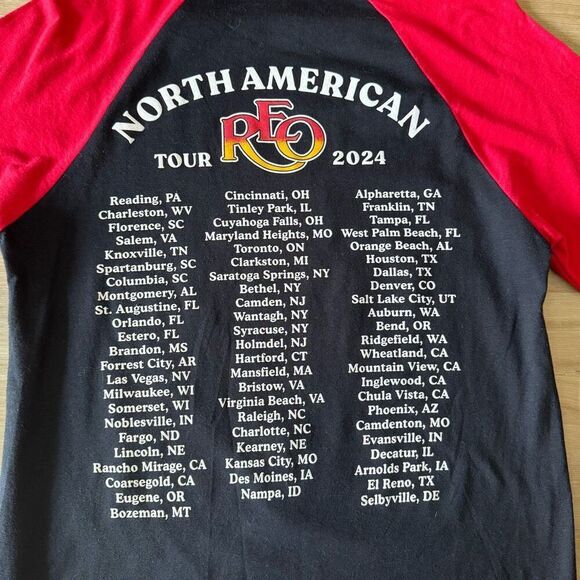 NORTH AMERICAN
TOUR REO 2024
Reading, PA
Charleston, WV
Florence, SC
Salem, VA
Knoxville, TN
Spartanburg, SC
Columbia, SC
Montgomery, AL
St. Augustine, FL
Orlando, FL
Estero, FL
Brandon, MS
Forrest City, AR
Las Vegas, NV
Milwaukee, WI
Somerset, WI
Noblesville, IN
Fargo, ND
Lincoln, NE
Rancho Mirage, CA
Coarsegold, CA
Eugene, OR
Bozeman, MT
Cincinnati, OH
Tinley Park, IL
Cuyahoga Falls, OH
Maryland Heights, MO
Toronto, ON
Clarkston, MI
Saratoga Springs, NY
Bethel, NY
Camden, NJ
Wantagh, NY
Syracuse, NY
Holmdel, NJ
Hartford, CT
Mansfield, MA
Bristow, VA
Virginia Beach, VA
Raleigh, NC
Charlotte, NC
Kearney, NE
Kansas City, MO
Des Moines, IA
Nampa, ID
Alpharetta, GA
Franklin, TN
Tampa, FL
West Palm Beach, FL
Orange Beach, AL
Houston, TX
Dallas, TX
Denver, CO
Salt Lake City, UT
Auburn, WA
Bend, OR
Ridgefield, WA
Wheatland, CA
Mountain View, CA
Inglewood, CA
Chula Vista, CA
Phoenix, AZ
Camdenton, MO
Evansville, IN
Decatur, IL
Arnolds Park, IA
El Reno, TX
Selbyville, DE